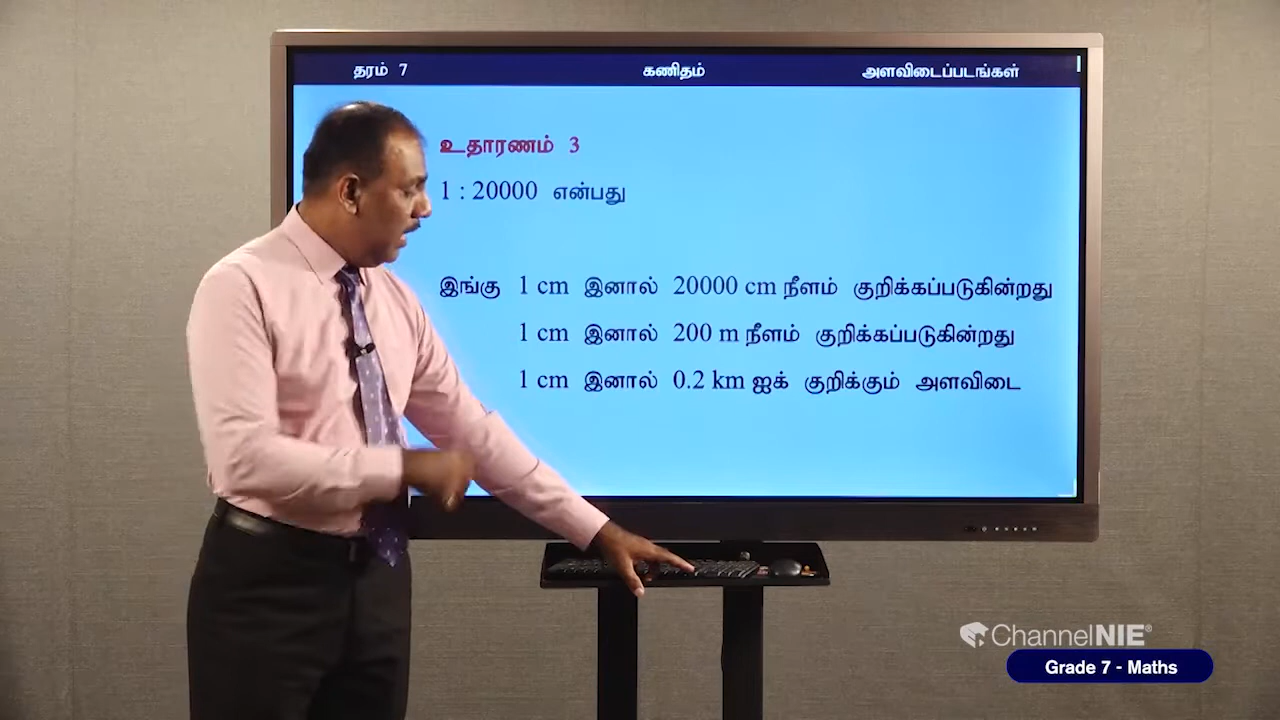 தரம் 7 கணிதம் அளவிடைப்படங்கள்
உதாரணம் 3
1 : 20000 என்பது
இங்கு 1 cm இனால் 20000 cm நீளம் குறிக்கப்படுகின்றது
1 cm இனால் 200 m நீளம் குறிக்கப்படுகின்றது
1 cm இனால் 0.2 km ஐக் குறிக்கும் அளவிடை
ChannelNIE®
Grade 7 - Maths